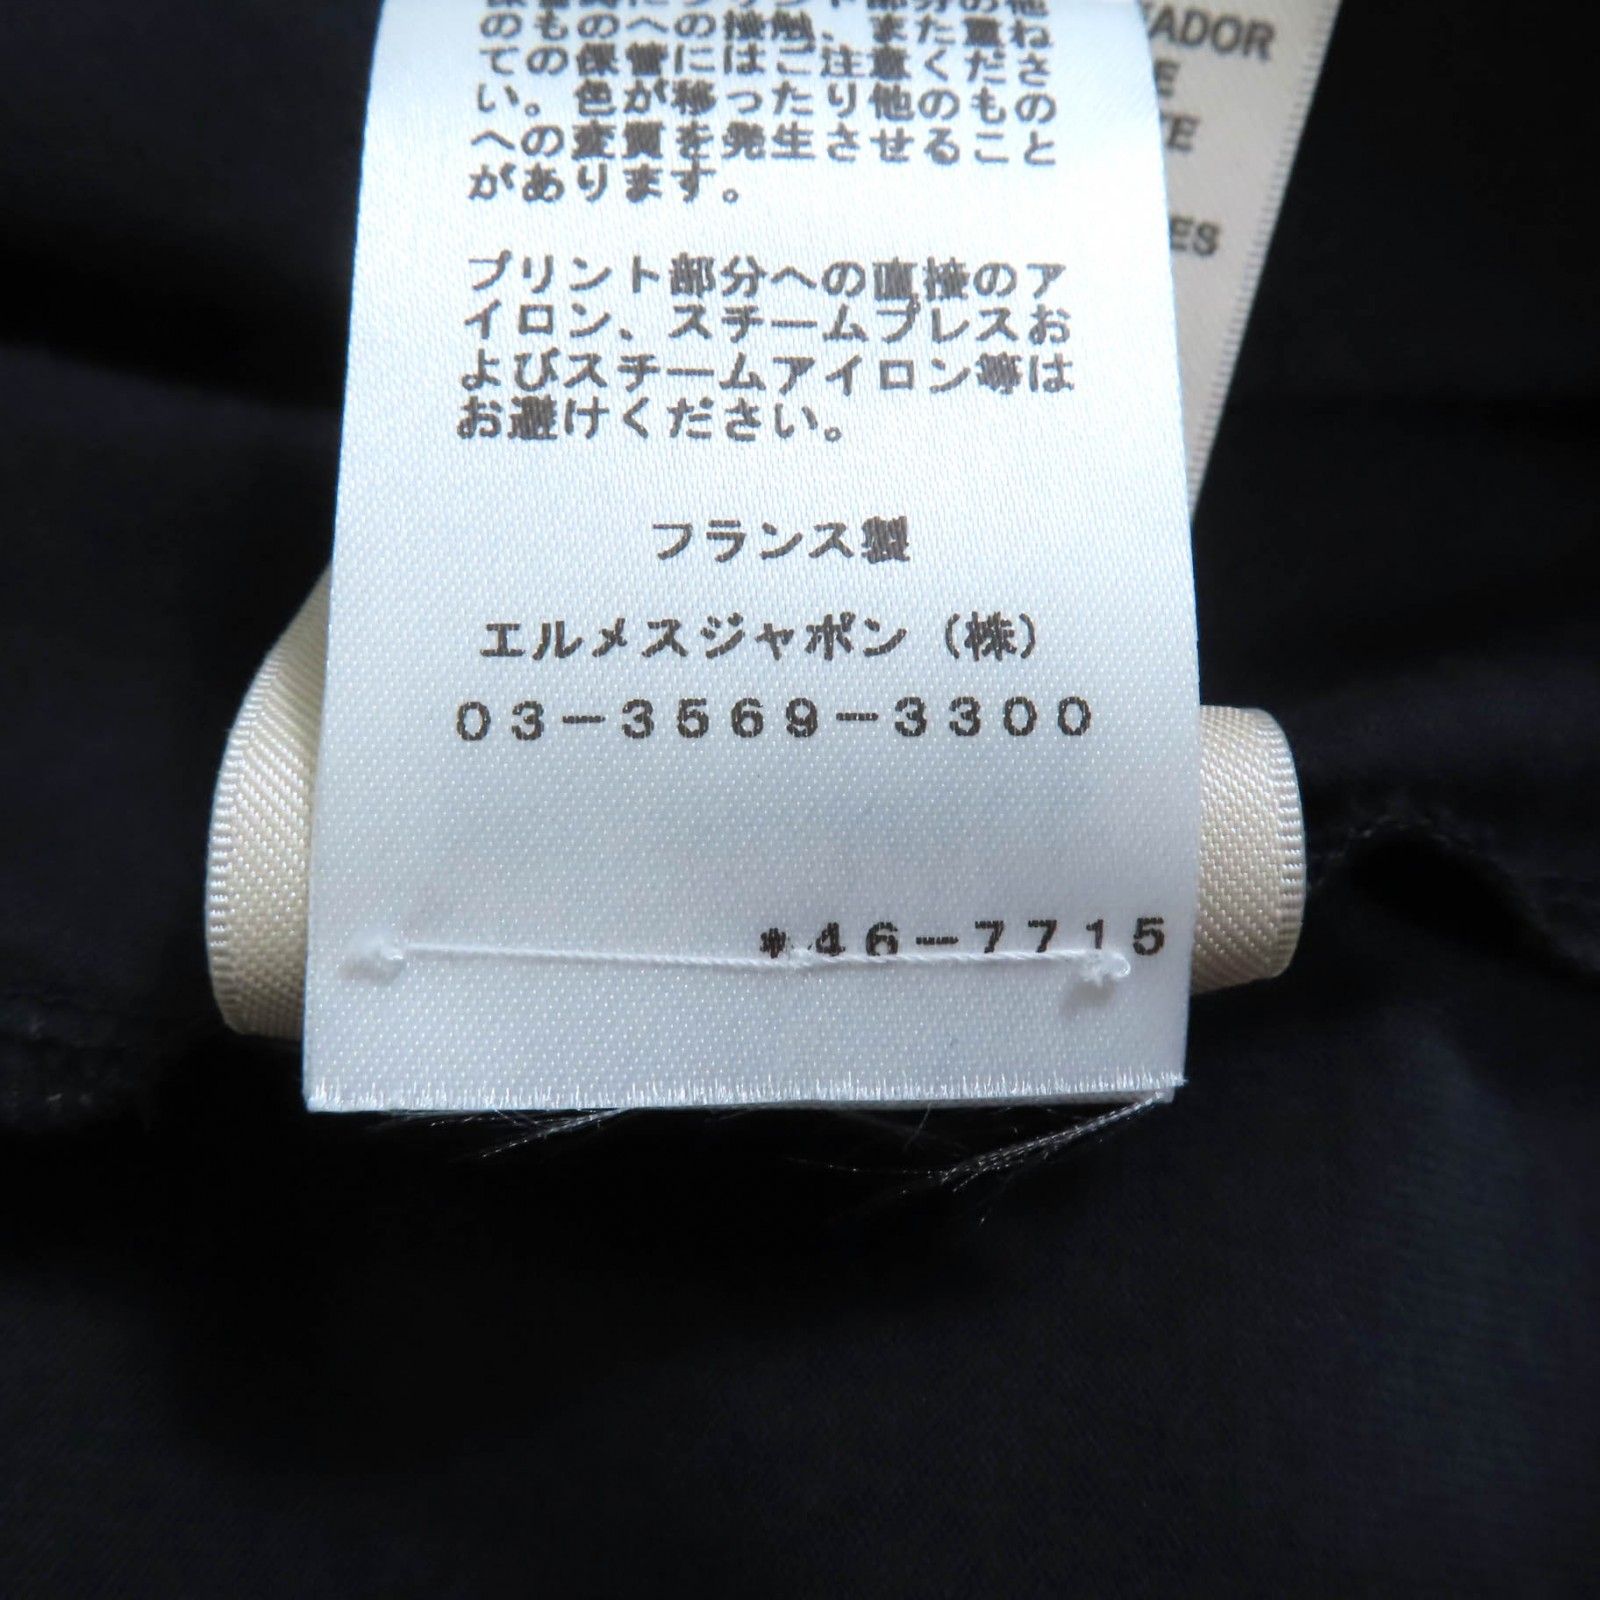 のものへの接触、また重ね
ての保管にはご注意くださ
い。色が移ったり他のもの
への変質を発生させること
があります。
プリント部分への直接のア
イロン、スチームプレスお
よびスチームアイロン等は
お避けください。
フランス製
エルメスジャポン（株）
03-3569-3300
*46-7715
ADOR
ES